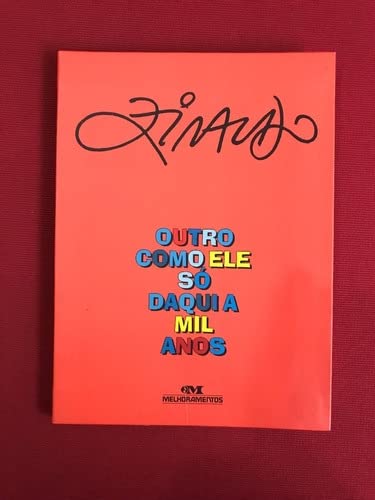 ZIRALDO
OUTRO
COMO ELE
SÓ
DAQUI A
MIL
ANOS
MELHORAMENTOS